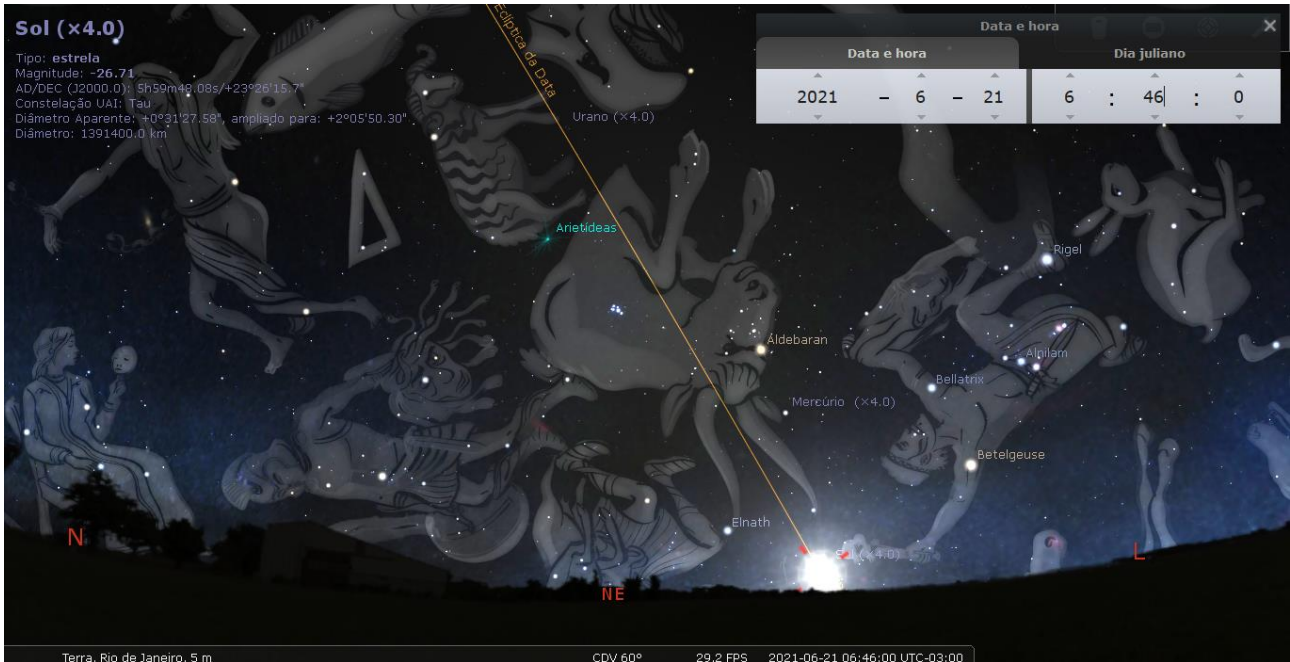 Sol (×4.0)
Tipo: estrela
Magnitude: -26.71
AD/DEC (J2000.0): 5h59m48.08s/+23°26'15.7"
Constelação UAI: Tau
Diâmetro Aparente: +0°31'27.58", ampliado para: +2°05'50.30"
Diâmetro: 1391400.0 km
Eclíptica da Data
Data e hora
×
Data e hora
Dia juliano
2021 – 6 – 21 6 : 46 : 0
Urano (×4.0)
Arietídeas
Rigel
Aldebaran
Alnilam
Bellatrix
Mercúrio (×4.0)
Betelgeuse
Elnath
N
Sol (×4.0)
L
NE
Terra, Rio de Janeiro, 5 m CDV 60° 29.2 FPS 2021-06-21 06:46:00 UTC-03:00